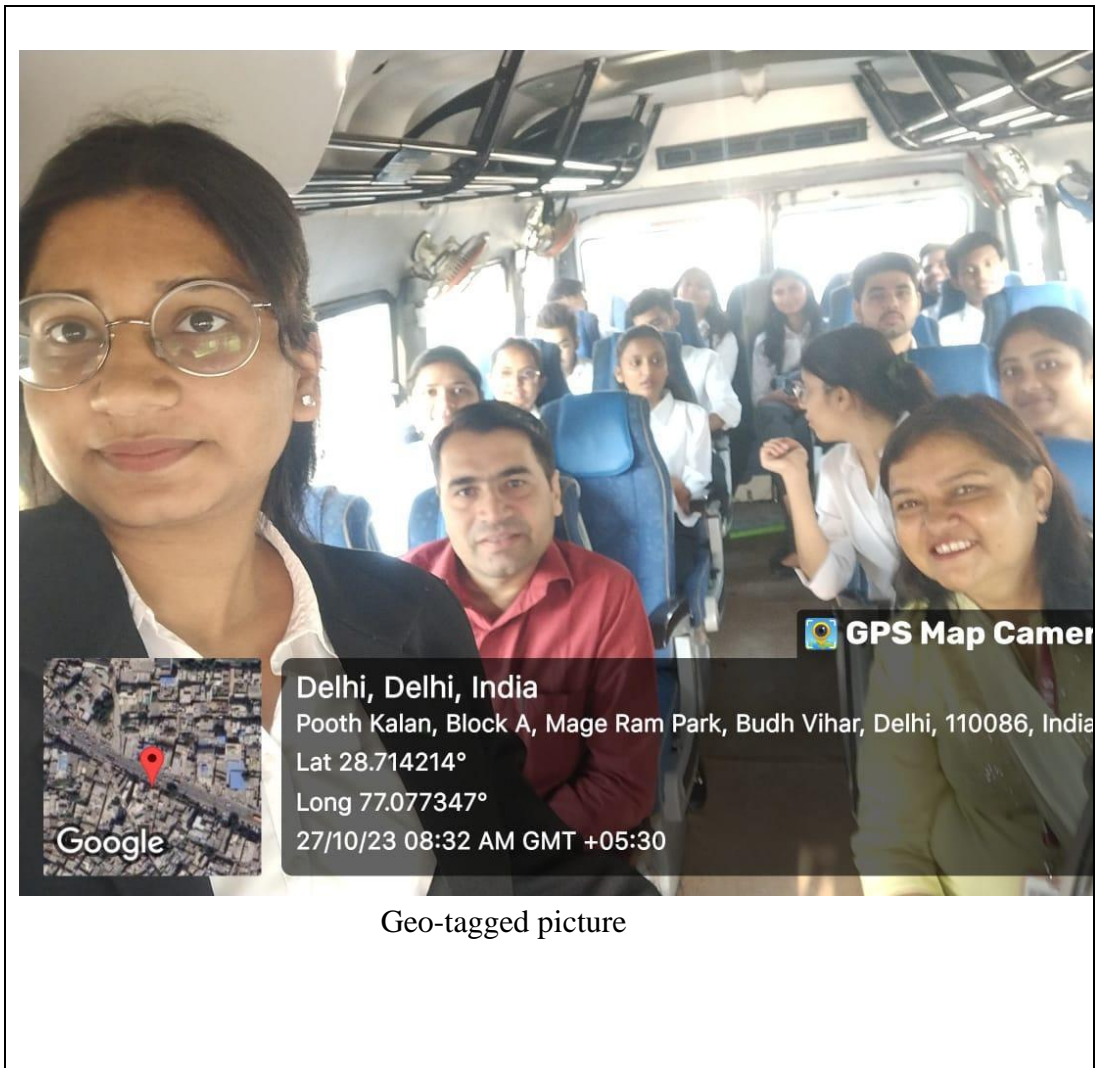 GPS Map Camer
Delhi, Delhi, India
Pooth Kalan, Block A, Mage Ram Park, Budh Vihar, Delhi, 110086, India
Lat 28.714214°
Long 77.077347°
27/10/23 08:32 AM GMT +05:30
Google
Geo-tagged picture